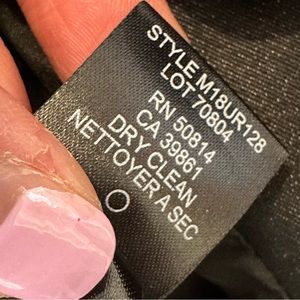 STYLE M18UR128
LOT 70804
RN 50814
CA 39861
DRY CLEAN
NETTOYER A SEC